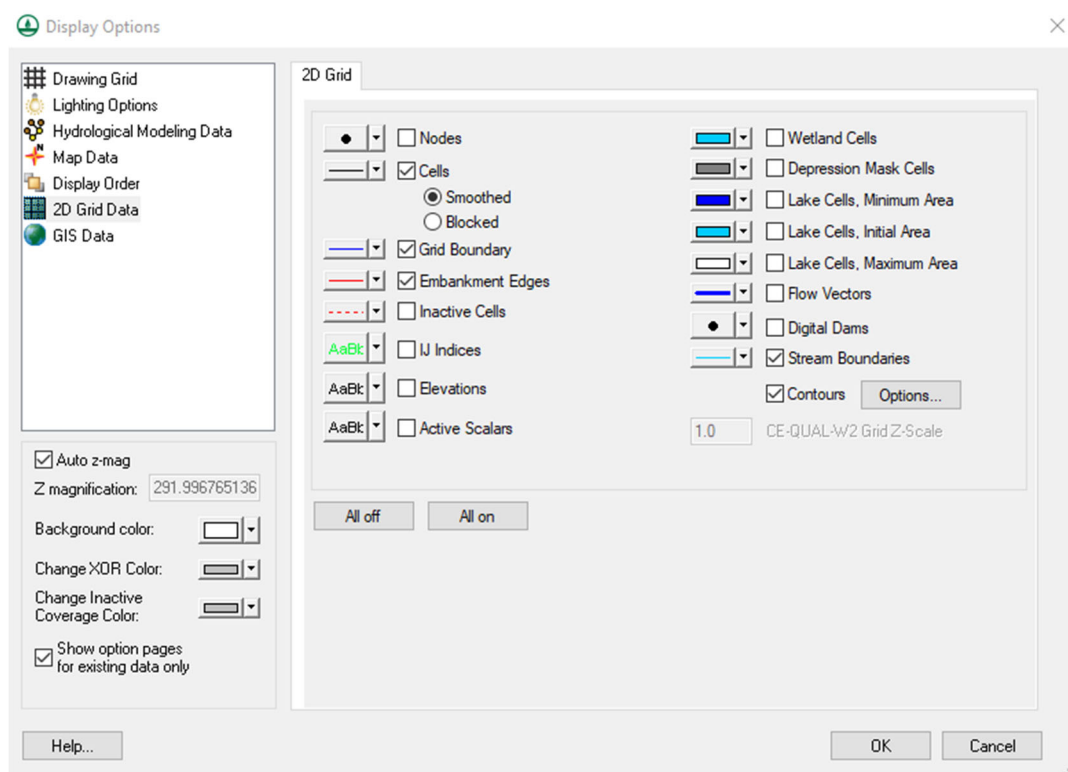 Display Options
Drawing Grid
Lighting Options
Hydrological Modeling Data
N
Map Data
Display Order
2D Grid Data
GIS Data
Auto z-mag
Z magnification: 291.996765136
Background color:
Change XOR Color:
Change Inactive
Coverage Color:
Show option pages
for existing data only
2D Grid
Nodes
Cells
Smoothed
Blocked
Grid Boundary
Embankment Edges
Inactive Cells
AaBb IJ Indices
AaBb Elevations
AaBb Active Scalars
Wetland Cells
Depression Mask Cells
Lake Cells, Minimum Area
Lake Cells, Initial Area
Lake Cells, Maximum Area
Flow Vectors
Digital Dams
Stream Boundaries
Contours Options...
1.0 CE-QUAL-W2 Grid Z-Scale
All off All on
Help... OK Cancel